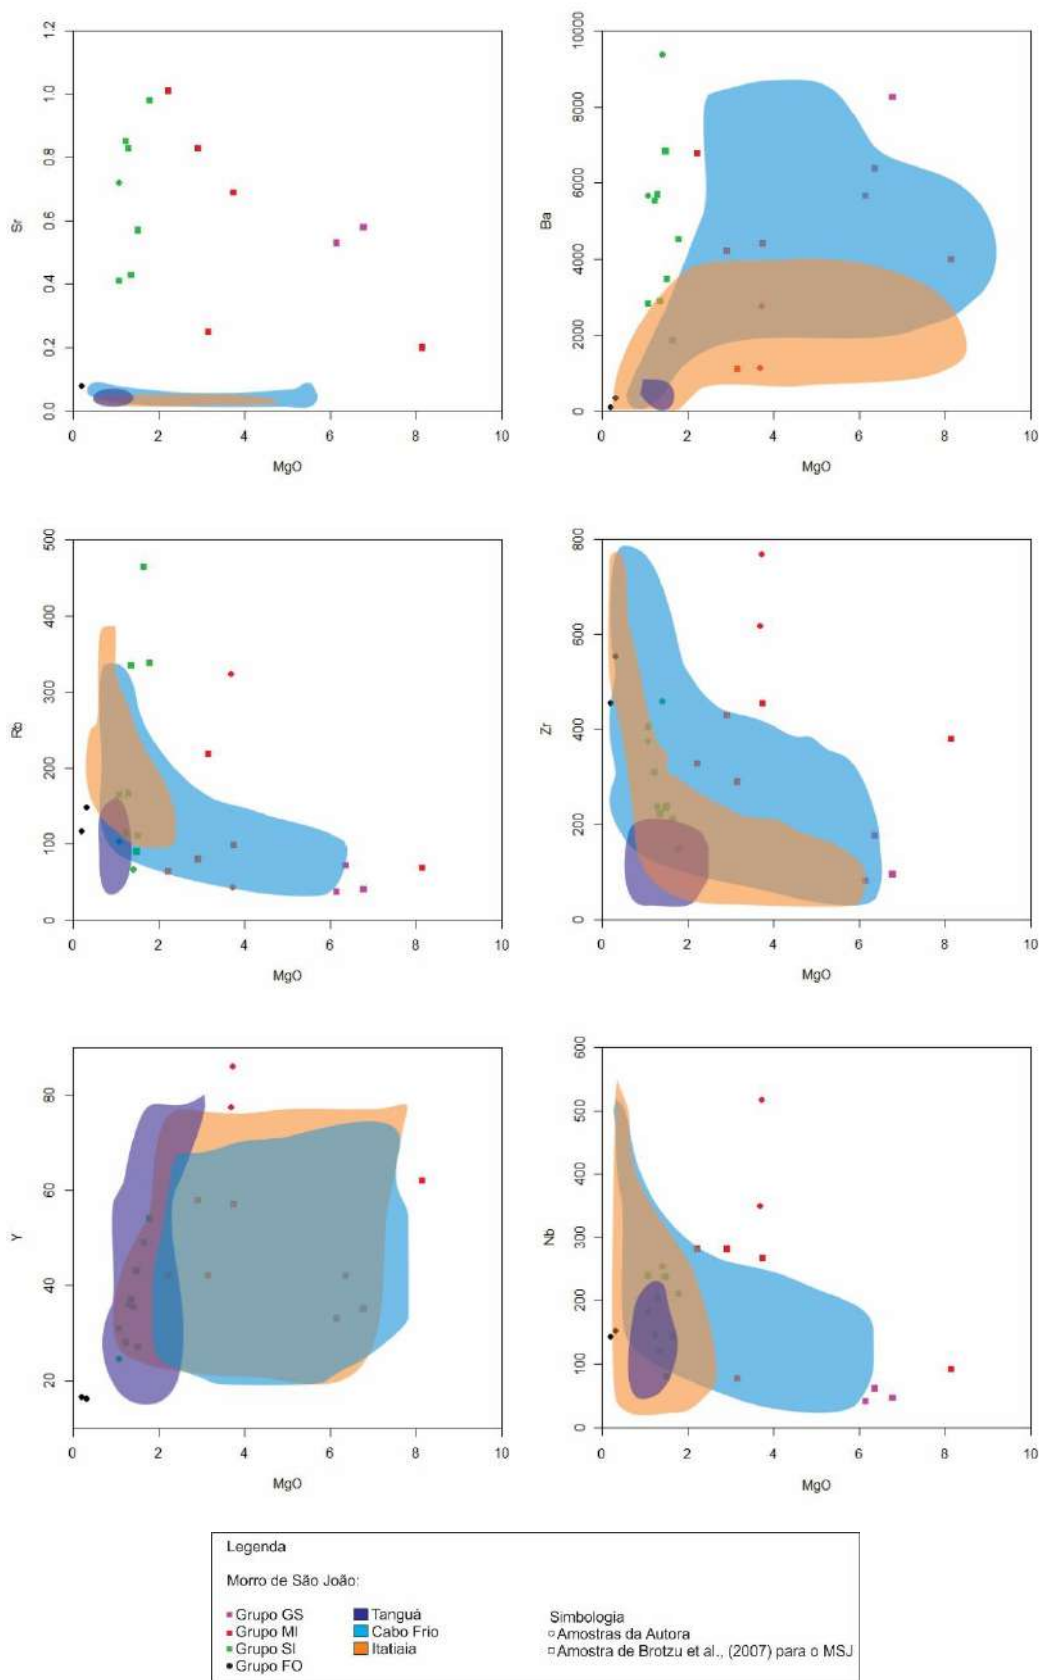 1.2
1.0
0.8
0.6
0.4
0.2
0.0
Sr
0 2 4 6 8 10
MgO
10000
8000
6000
4000
2000
0
Ba
0 2 4 6 8 10
MgO
500
400
300
200
100
0
Rb
0 2 4 6 8 10
MgO
800
600
400
200
0
Zr
0 2 4 6 8 10
MgO
80
60
40
20
Y
0 2 4 6 8 10
MgO
600
500
400
300
200
100
0
Nb
0 2 4 6 8 10
MgO
Legenda
Morro de São João:
Grupo GS
Grupo MI
Grupo SI
Grupo FO
Tanguá
Cabo Frio
Itatiaia
Simbologia
Amostras da Autora
Amostra de Brotzu et al., (2007) para o MSJ